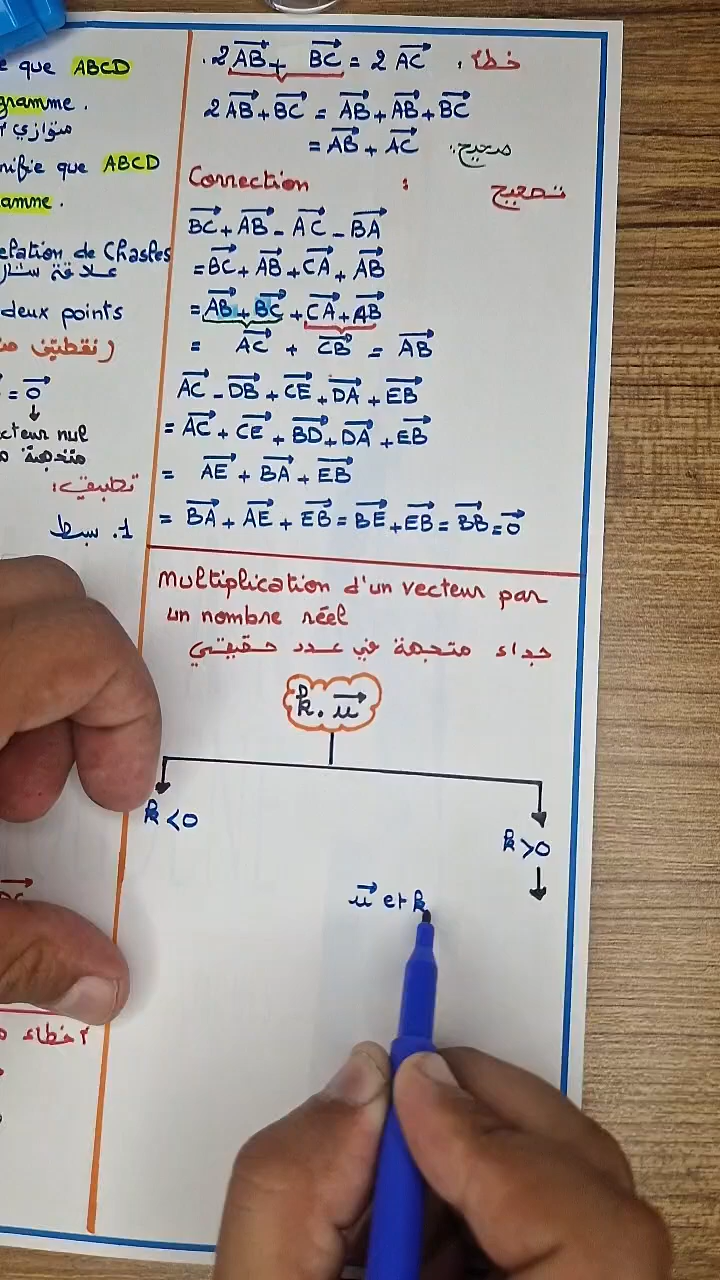 e que ABCD
gramme.
متوازي ا
nifie que ABCD
amne.
elation de Chasles
علاقة شال
deux points
نقطتين
= 0⃗
cteur nul
متجهة
تطبيق:
1. بسط
اخطاء
. 2AB⃗ + BC⃗ = 2AC⃗ خطأ.
2AB⃗ + BC⃗ = AB⃗ + AB⃗ + BC⃗
= AB⃗ + AC⃗ صحيح.
Correction : تصحيح
BC⃗ + AB⃗ - AC⃗ - BA⃗
= BC⃗ + AB⃗ + CA⃗ + AB⃗
= AB⃗ + BC⃗ + CA⃗ + AB⃗
= AC⃗ + CB⃗ = AB⃗
AC⃗ - DB⃗ + CE⃗ + DA⃗ + EB⃗
= AC⃗ + CE⃗ + BD⃗ + DA⃗ + EB⃗
= AE⃗ + BA⃗ + EB⃗
= BA⃗ + AE⃗ + EB⃗ = BE⃗ + EB⃗ = BB⃗ = 0⃗
Multiplication d'un vecteur par
un nombre réel
جداء متجهة في عدد حقيقي
k . u⃗
k < 0
k > 0
u⃗ et k